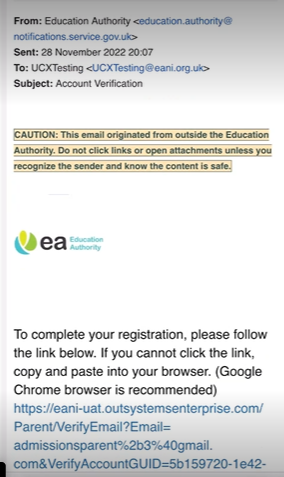 From: Education Authority <education.authority@
notifications.service.gov.uk>
Sent: 28 November 2022 20:07
To: UCXTesting <UCXTesting@eani.org.uk>
Subject: Account Verification
CAUTION: This email originated from outside the Education
Authority. Do not click links or open attachments unless you
recognize the sender and know the content is safe.
ea Education
Authority
To complete your registration, please follow
the link below. If you cannot click the link,
copy and paste into your browser. (Google
Chrome browser is recommended)
https://eani-uat.outsystemsenterprise.com/
Parent/VerifyEmail?Email=
admissionsparent%2b3%40gmail.
com&VerifyAccountGUID=5b159720-1e42-